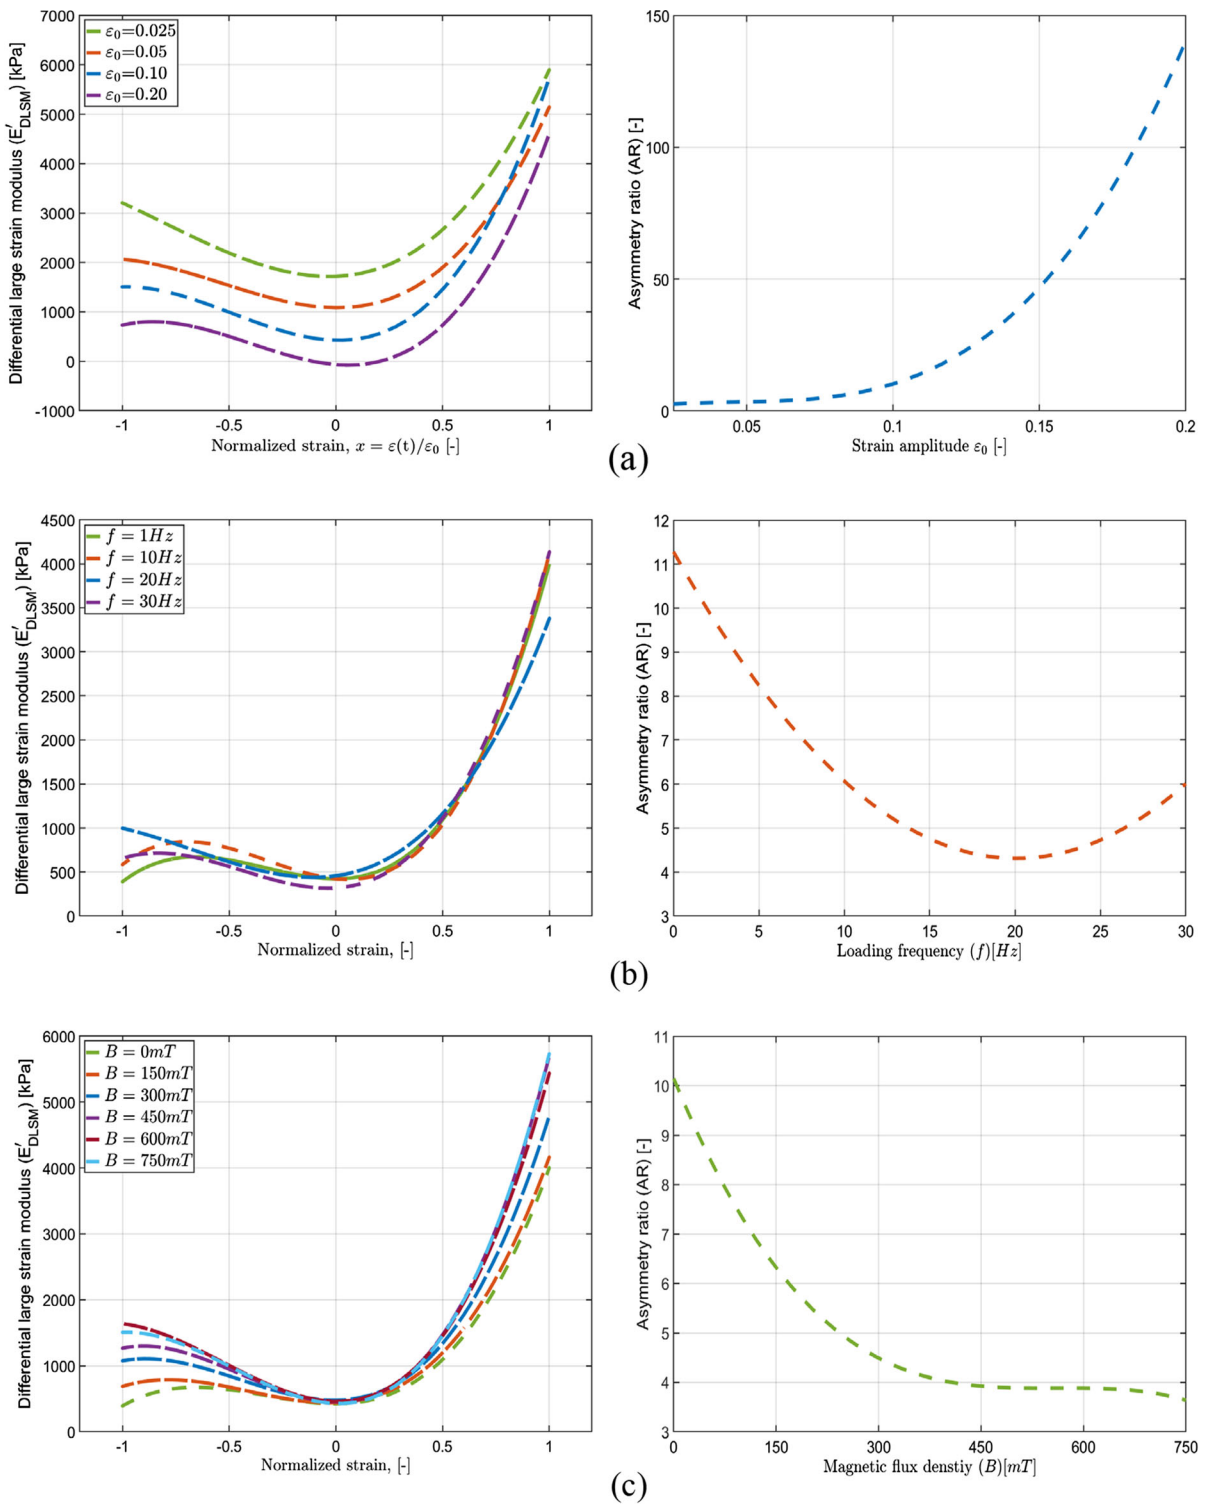 7000
6000
5000
4000
3000
2000
1000
0
-1000
Differential large strain modulus (E′DLSM) [kPa]
ε0=0.025
ε0=0.05
ε0=0.10
ε0=0.20
-1 -0.5 0 0.5 1
Normalized strain, x = ε(t)/ε0 [-]
150
100
50
0
Asymmetry ratio (AR) [-]
0.05 0.1 0.15 0.2
Strain amplitude ε0 [-]
(a)
4500
4000
3500
3000
2500
2000
1500
1000
500
0
Differential large strain modulus (E′DLSM) [kPa]
f = 1Hz
f = 10Hz
f = 20Hz
f = 30Hz
-1 -0.5 0 0.5 1
Normalized strain, [-]
12
11
10
9
8
7
6
5
4
3
Asymmetry ratio (AR) [-]
0 5 10 15 20 25 30
Loading frequency (f)[Hz]
(b)
6000
5000
4000
3000
2000
1000
0
Differential large strain modulus (E′DLSM) [kPa]
B = 0mT
B = 150mT
B = 300mT
B = 450mT
B = 600mT
B = 750mT
-1 -0.5 0 0.5 1
Normalized strain, [-]
11
10
9
8
7
6
5
4
3
Asymmetry ratio (AR) [-]
0 150 300 450 600 750
Magnetic flux denstiy (B)[mT]
(c)